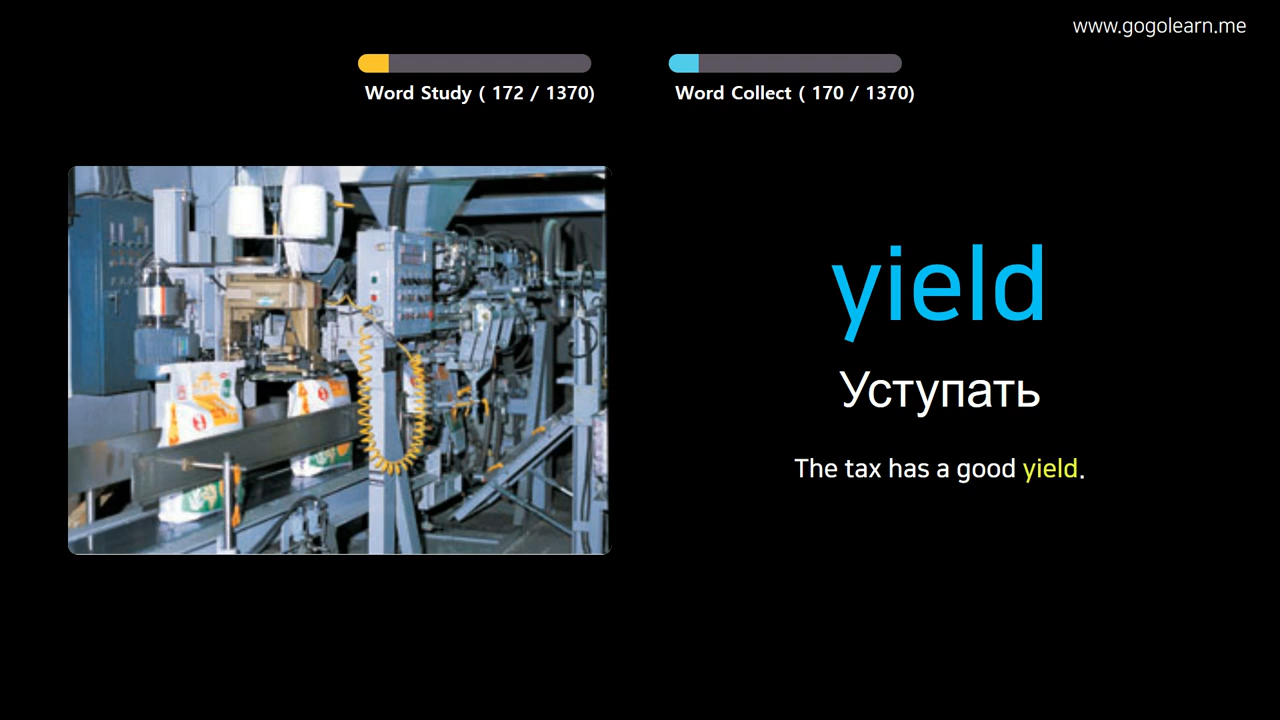 www.gogolearn.me
Word Study ( 172 / 1370)
Word Collect ( 170 / 1370)
yield
Уступать
The tax has a good yield.